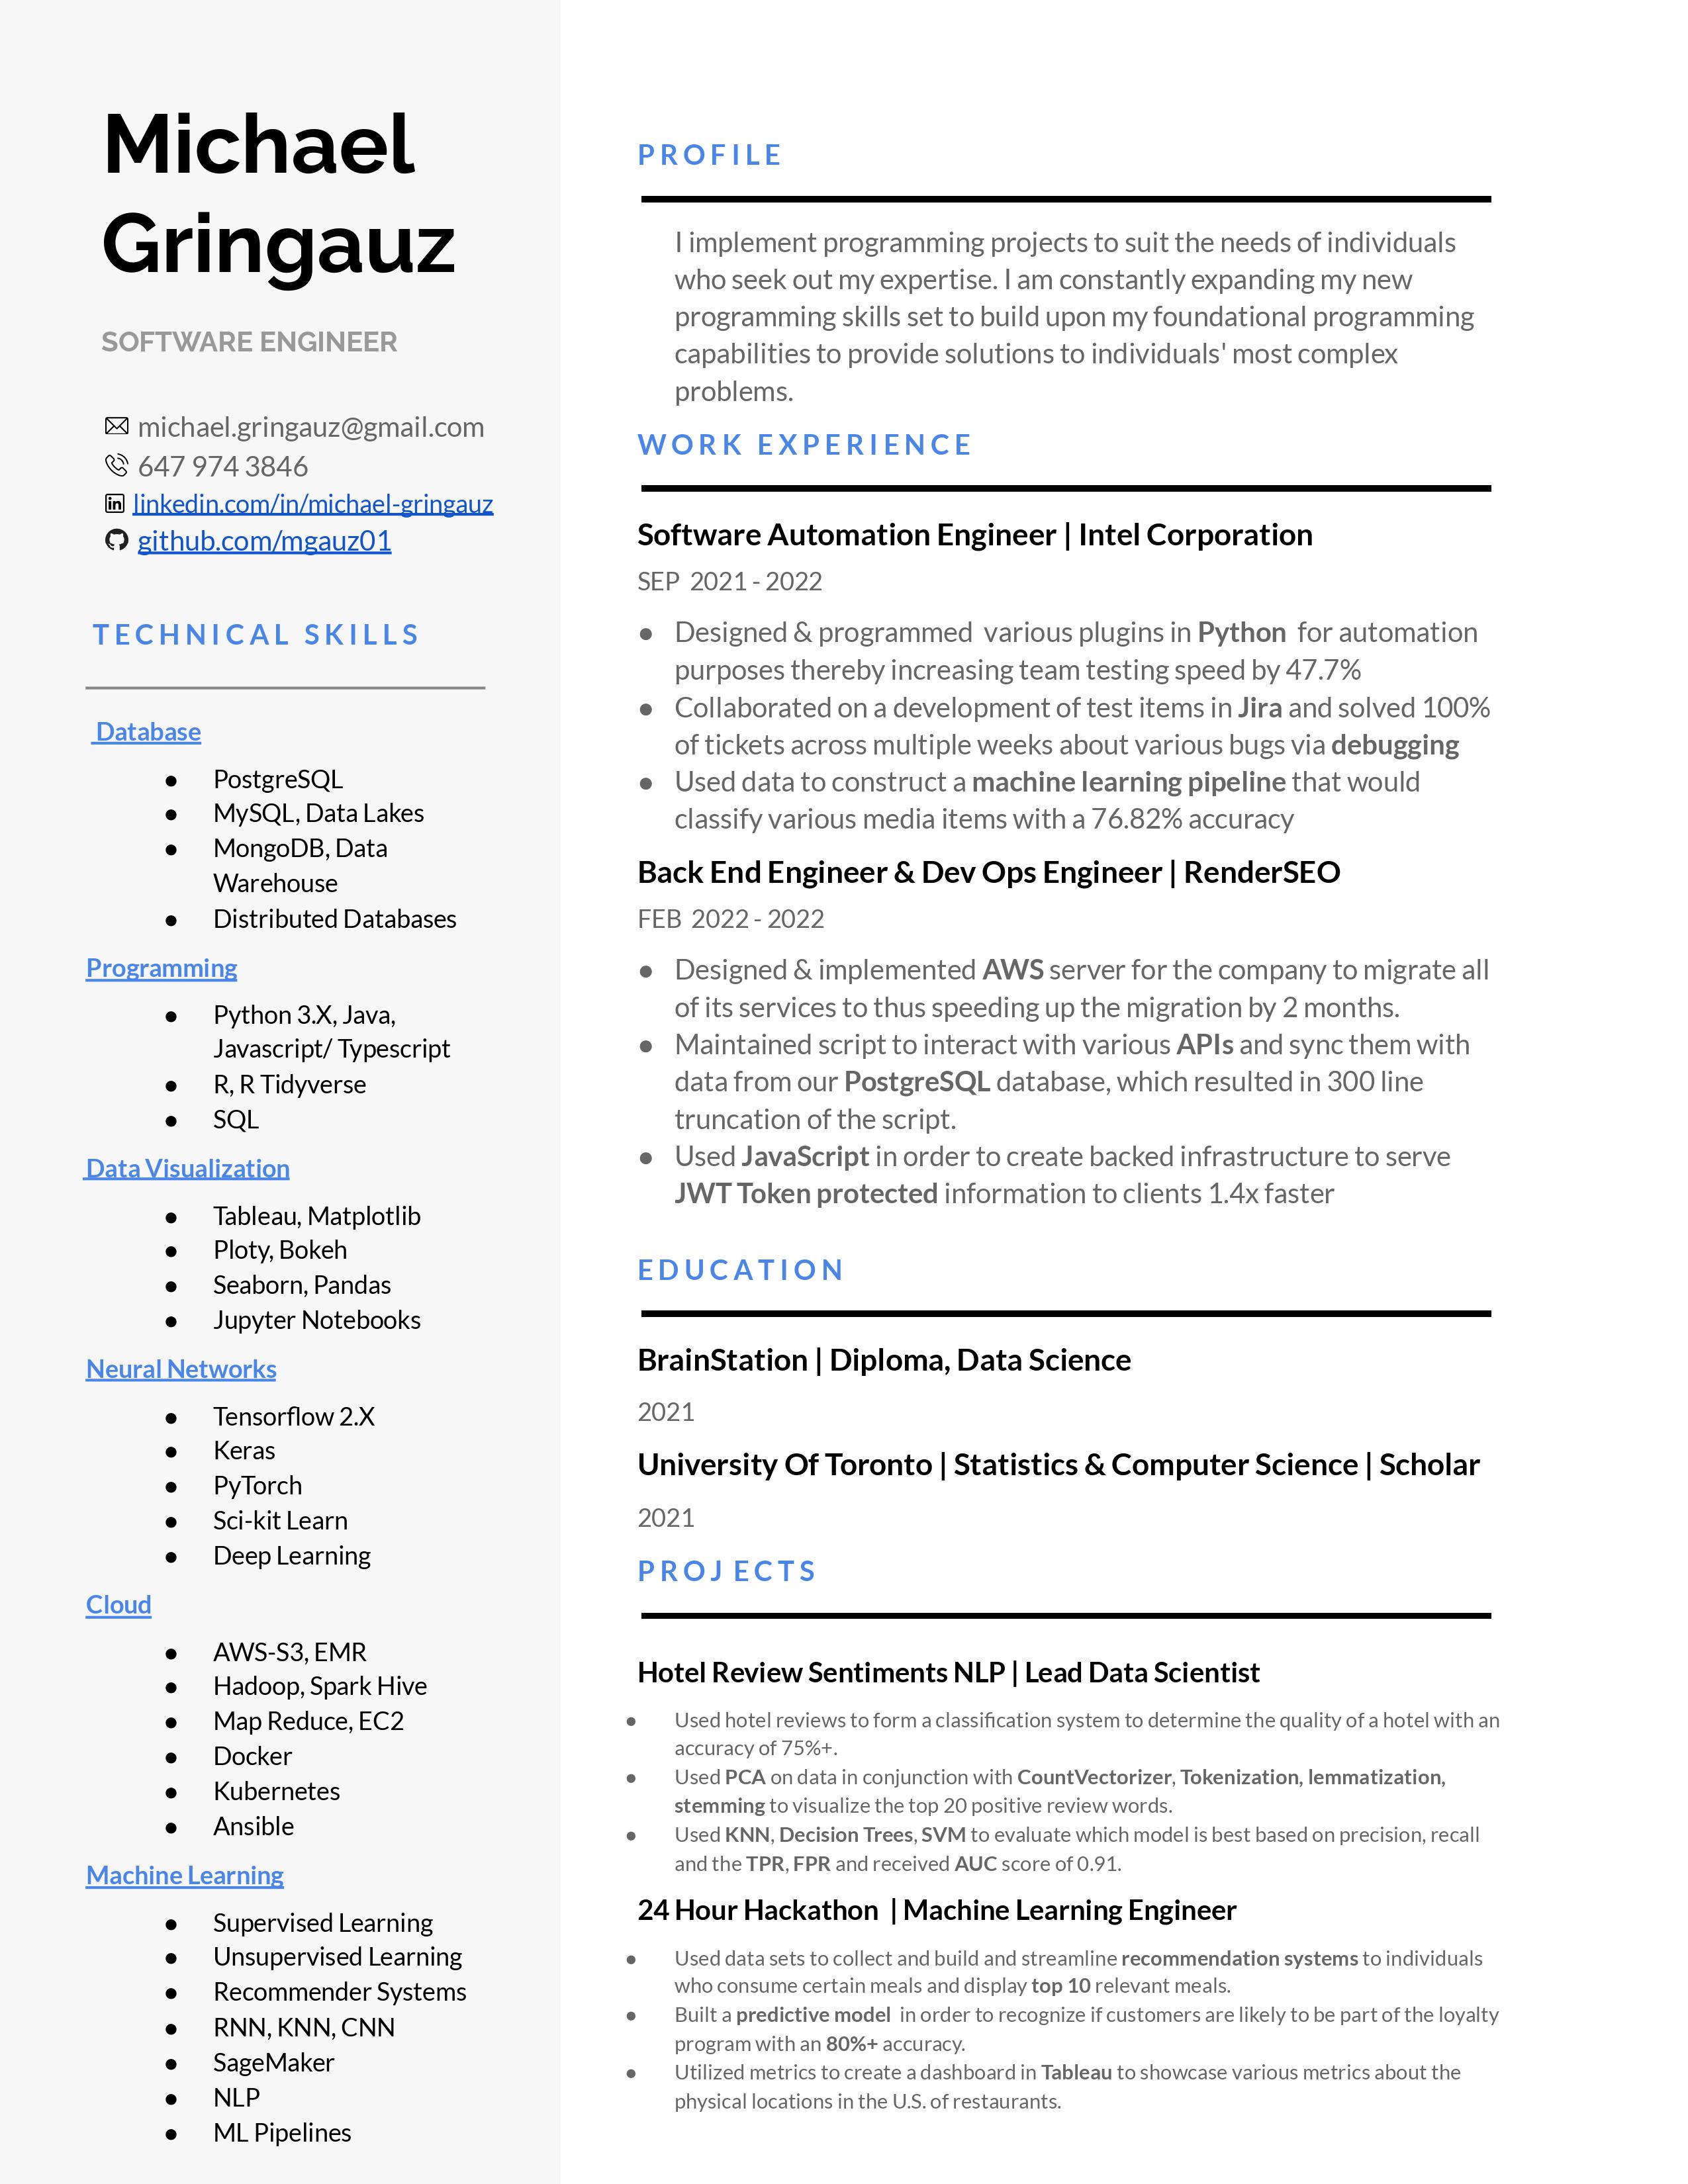 Michael
Gringauz
SOFTWARE ENGINEER
michael.gringauz@gmail.com
647 974 3846
linkedin.com/in/michael-gringauz
github.com/mgauz01
TECHNICAL SKILLS
Database
● PostgreSQL
● MySQL, Data Lakes
● MongoDB, Data
Warehouse
● Distributed Databases
Programming
● Python 3.X, Java,
Javascript/ Typescript
● R, R Tidyverse
● SQL
Data Visualization
● Tableau, Matplotlib
● Ploty, Bokeh
● Seaborn, Pandas
● Jupyter Notebooks
Neural Networks
● Tensorflow 2.X
● Keras
● PyTorch
● Sci-kit Learn
● Deep Learning
Cloud
● AWS-S3, EMR
● Hadoop, Spark Hive
● Map Reduce, EC2
● Docker
● Kubernetes
● Ansible
Machine Learning
● Supervised Learning
● Unsupervised Learning
● Recommender Systems
● RNN, KNN, CNN
● SageMaker
● NLP
● ML Pipelines
PROFILE
I implement programming projects to suit the needs of individuals
who seek out my expertise. I am constantly expanding my new
programming skills set to build upon my foundational programming
capabilities to provide solutions to individuals' most complex
problems.
WORK EXPERIENCE
Software Automation Engineer | Intel Corporation
SEP 2021 - 2022
● Designed & programmed various plugins in Python for automation
purposes thereby increasing team testing speed by 47.7%
● Collaborated on a development of test items in Jira and solved 100%
of tickets across multiple weeks about various bugs via debugging
● Used data to construct a machine learning pipeline that would
classify various media items with a 76.82% accuracy
Back End Engineer & Dev Ops Engineer | RenderSEO
FEB 2022 - 2022
● Designed & implemented AWS server for the company to migrate all
of its services to thus speeding up the migration by 2 months.
● Maintained script to interact with various APIs and sync them with
data from our PostgreSQL database, which resulted in 300 line
truncation of the script.
● Used JavaScript in order to create backed infrastructure to serve
JWT Token protected information to clients 1.4x faster
EDUCATION
BrainStation | Diploma, Data Science
2021
University Of Toronto | Statistics & Computer Science | Scholar
2021
PROJECTS
Hotel Review Sentiments NLP | Lead Data Scientist
● Used hotel reviews to form a classification system to determine the quality of a hotel with an
accuracy of 75%+.
● Used PCA on data in conjunction with CountVectorizer, Tokenization, lemmatization,
stemming to visualize the top 20 positive review words.
● Used KNN, Decision Trees, SVM to evaluate which model is best based on precision, recall
and the TPR, FPR and received AUC score of 0.91.
24 Hour Hackathon | Machine Learning Engineer
● Used data sets to collect and build and streamline recommendation systems to individuals
who consume certain meals and display top 10 relevant meals.
● Built a predictive model in order to recognize if customers are likely to be part of the loyalty
program with an 80%+ accuracy.
● Utilized metrics to create a dashboard in Tableau to showcase various metrics about the
physical locations in the U.S. of restaurants.